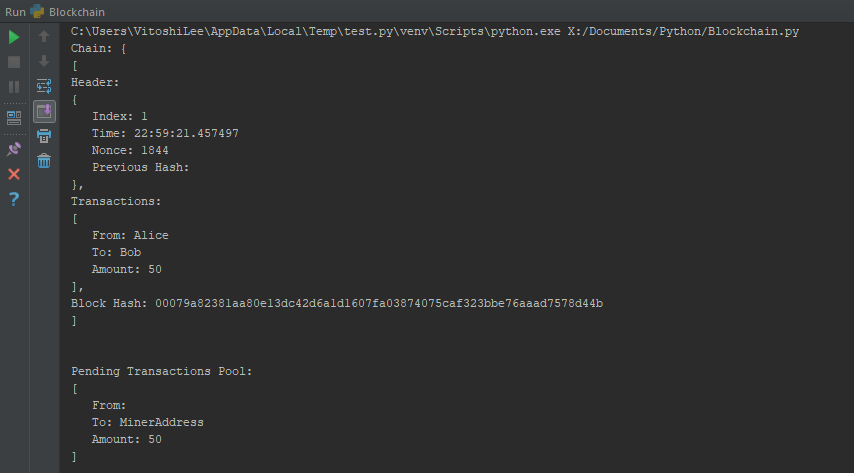 Run Blockchain
C:\Users\VitoshiLee\AppData\Local\Temp\test.py\venv\Scripts\python.exe X:/Documents/Python/Blockchain.py
Chain: {
[
Header:
{
   Index: 1
   Time: 22:59:21.457497
   Nonce: 1844
   Previous Hash:
},
Transactions:
[
   From: Alice
   To: Bob
   Amount: 50
],
Block Hash: 00079a82381aa80e13dc42d6a1d1607fa03874075caf323bbe76aaad7578d44b
]
Pending Transactions Pool:
[
   From:
   To: MinerAddress
   Amount: 50
]